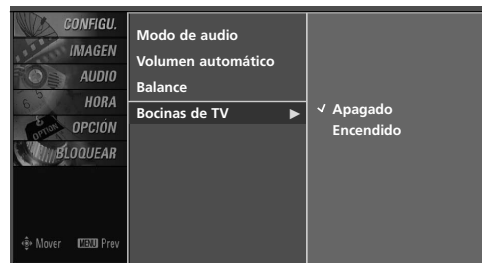 CONFIGU.
IMAGEN
AUDIO
HORA
OPCIÓN
BLOQUEAR
Mover MENU Prev
Modo de audio
Volumen automático
Balance
Bocinas de TV ▶
✓ Apagado
Encendido